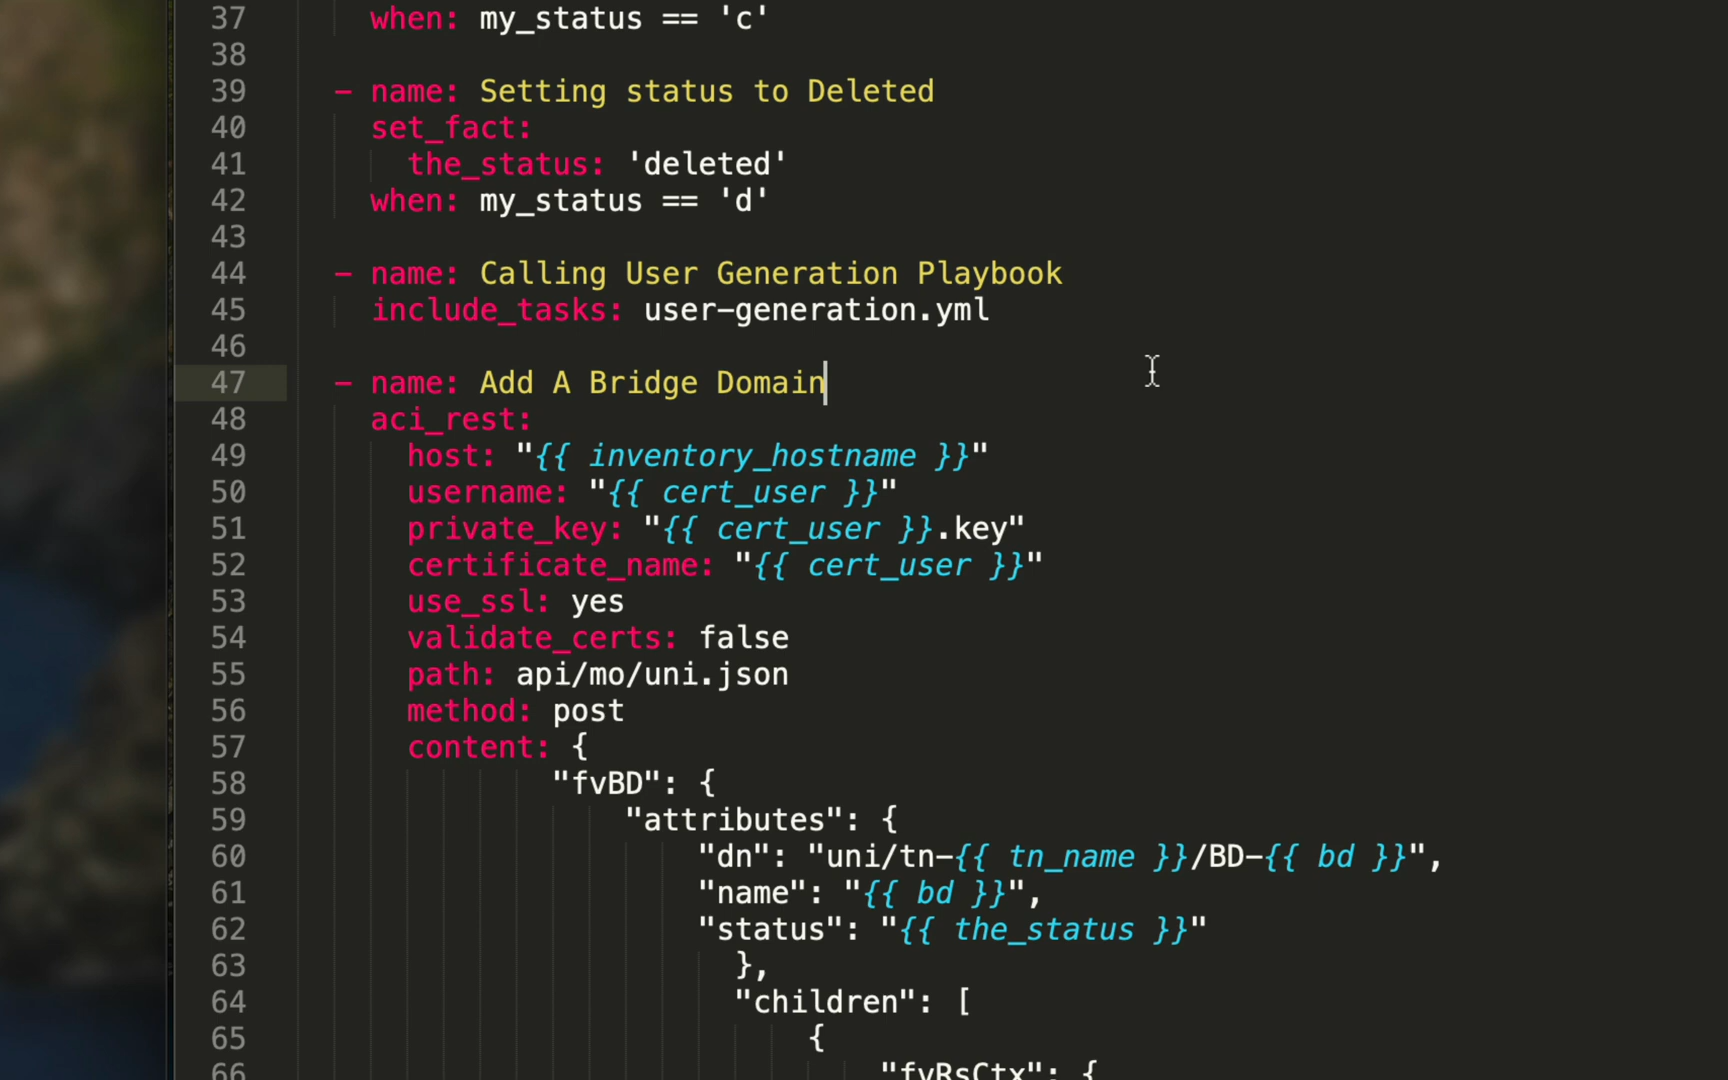 37 when: my_status == 'c'
38
39 - name: Setting status to Deleted
40 set_fact:
41 the_status: 'deleted'
42 when: my_status == 'd'
43
44 - name: Calling User Generation Playbook
45 include_tasks: user-generation.yml
46
47 - name: Add A Bridge Domain
48 aci_rest:
49 host: "{{ inventory_hostname }}"
50 username: "{{ cert_user }}"
51 private_key: "{{ cert_user }}.key"
52 certificate_name: "{{ cert_user }}"
53 use_ssl: yes
54 validate_certs: false
55 path: api/mo/uni.json
56 method: post
57 content: {
58 "fvBD": {
59 "attributes": {
60 "dn": "uni/tn-{{ tn_name }}/BD-{{ bd }}",
61 "name": "{{ bd }}",
62 "status": "{{ the_status }}"
63 },
64 "children": [
65 {
66 "fvRsCtx": {